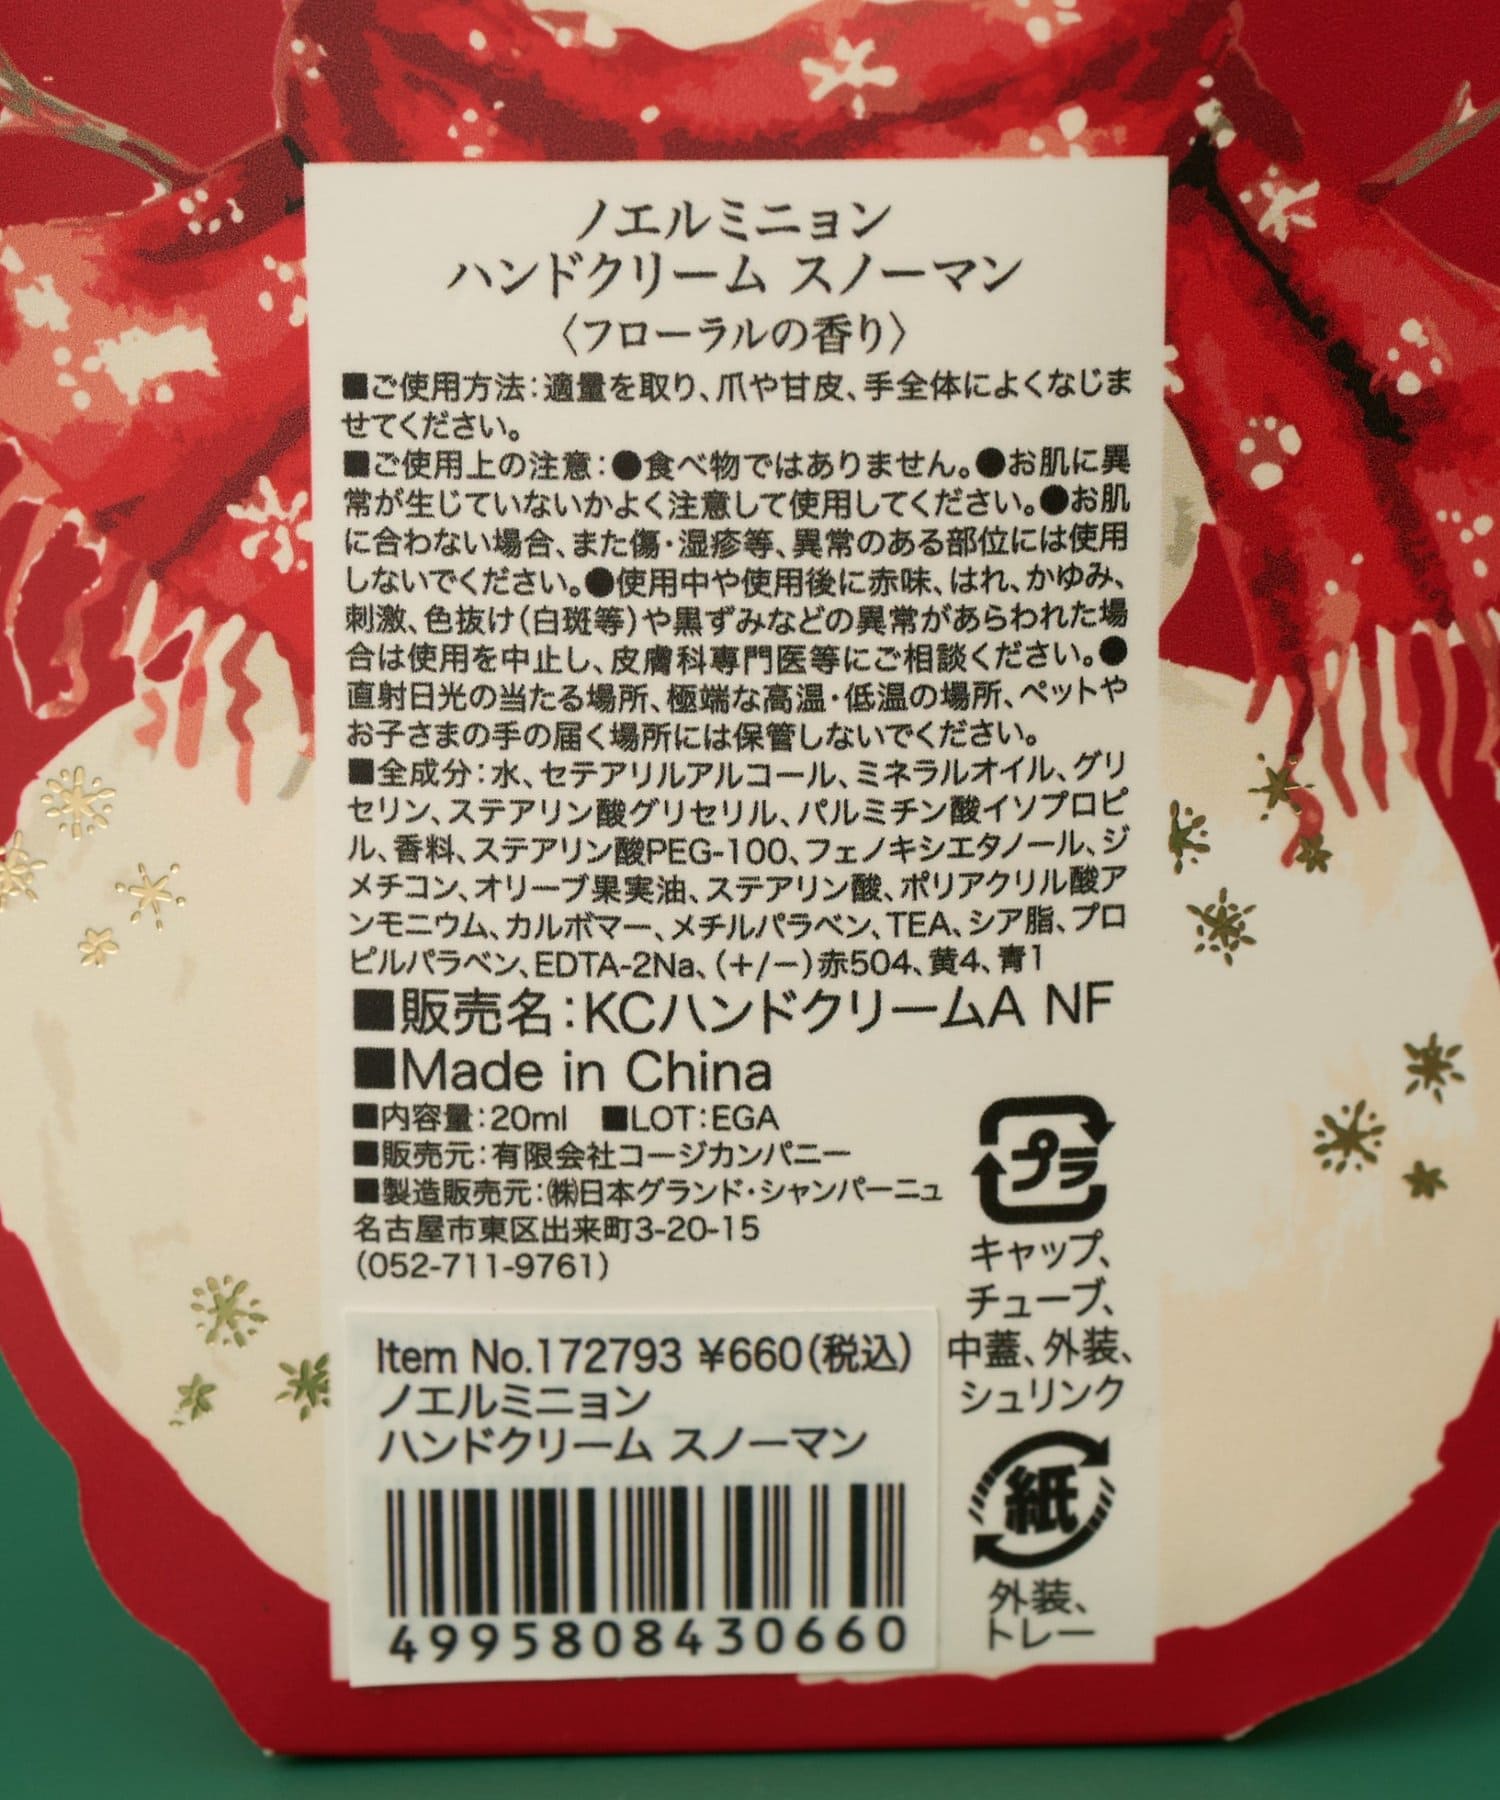 ノエルミニョン
ハンドクリーム スノーマン
〈フローラルの香り〉
■ご使用方法：適量を取り、爪や甘皮、手全体によくなじま
せてください。
■ご使用上の注意：●食べ物ではありません。●お肌に異
常が生じていないかよく注意して使用してください。●お肌
に合わない場合、また傷・湿疹等、異常のある部位には使用
しないでください。●使用中や使用後に赤味、はれ、かゆみ、
刺激、色抜け（白斑等）や黒ずみなどの異常があらわれた場
合は使用を中止し、皮膚科専門医等にご相談ください。●
直射日光の当たる場所、極端な高温・低温の場所、ペットや
お子さまの手の届く場所には保管しないでください。
■全成分：水、セテアリルアルコール、ミネラルオイル、グリ
セリン、ステアリン酸グリセリル、パルミチン酸イソプロピ
ル、香料、ステアリン酸PEG-100、フェノキシエタノール、ジ
メチコン、オリーブ果実油、ステアリン酸、ポリアクリル酸ア
ンモニウム、カルボマー、メチルパラベン、TEA、シア脂、プロ
ピルパラベン、EDTA-2Na、（+/−）赤504、黄4、青1
■販売名：KCハンドクリームA NF
■Made in China
■内容量：20ml ■LOT：EGA
■販売元：有限会社コージカンパニー
■製造販売元：㈱日本グランド・シャンパーニュ
名古屋市東区出来町3-20-15
（052-711-9761）
プラ
キャップ、
チューブ、
中蓋、外装、
シュリンク
紙
外装、
トレー
Item No.172793 ¥660（税込）
ノエルミニョン
ハンドクリーム スノーマン
4995808430660